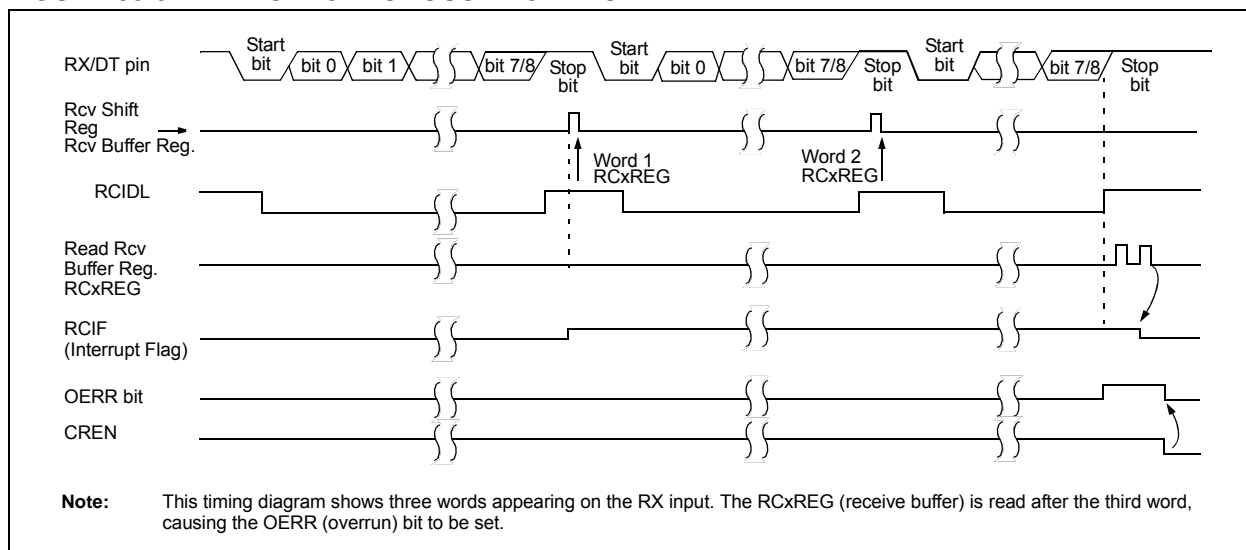 RX/DT pin
Start
bit
bit 0
bit 1
bit 7/8
Stop
bit
Start
bit
bit 0
bit 7/8
Stop
bit
Start
bit
bit 7/8
Stop
bit
Rcv Shift
Reg
Rcv Buffer Reg.
Word 1
RCxREG
Word 2
RCxREG
RCIDL
Read Rcv
Buffer Reg.
RCxREG
RCIF
(Interrupt Flag)
OERR bit
CREN
Note: This timing diagram shows three words appearing on the RX input. The RCxREG (receive buffer) is read after the third word,
causing the OERR (overrun) bit to be set.